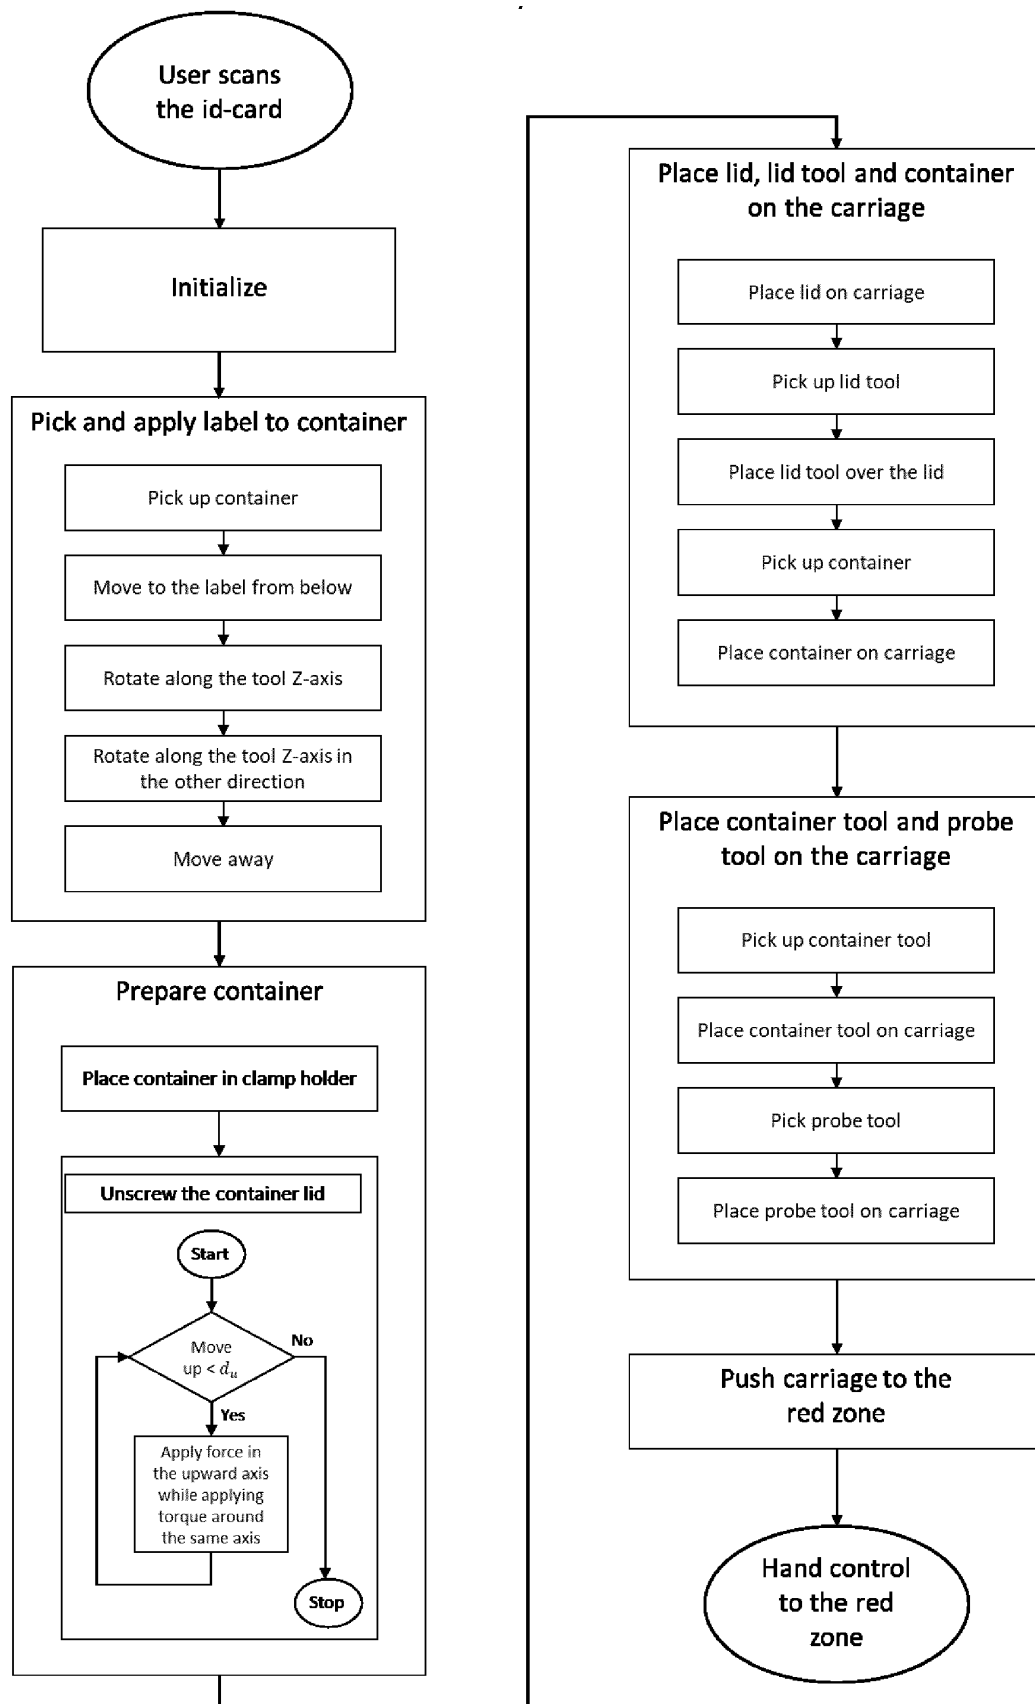 User scans
the id-card
Initialize
Pick and apply label to container
Pick up container
Move to the label from below
Rotate along the tool Z-axis
Rotate along the tool Z-axis in
the other direction
Move away
Prepare container
Place container in clamp holder
Unscrew the container lid
Start
Move
up < d_u
No
Yes
Apply force in
the upward axis
while applying
torque around
the same axis
Stop
Place lid, lid tool and container
on the carriage
Place lid on carriage
Pick up lid tool
Place lid tool over the lid
Pick up container
Place container on carriage
Place container tool and probe
tool on the carriage
Pick up container tool
Place container tool on carriage
Pick probe tool
Place probe tool on carriage
Push carriage to the
red zone
Hand control
to the red
zone